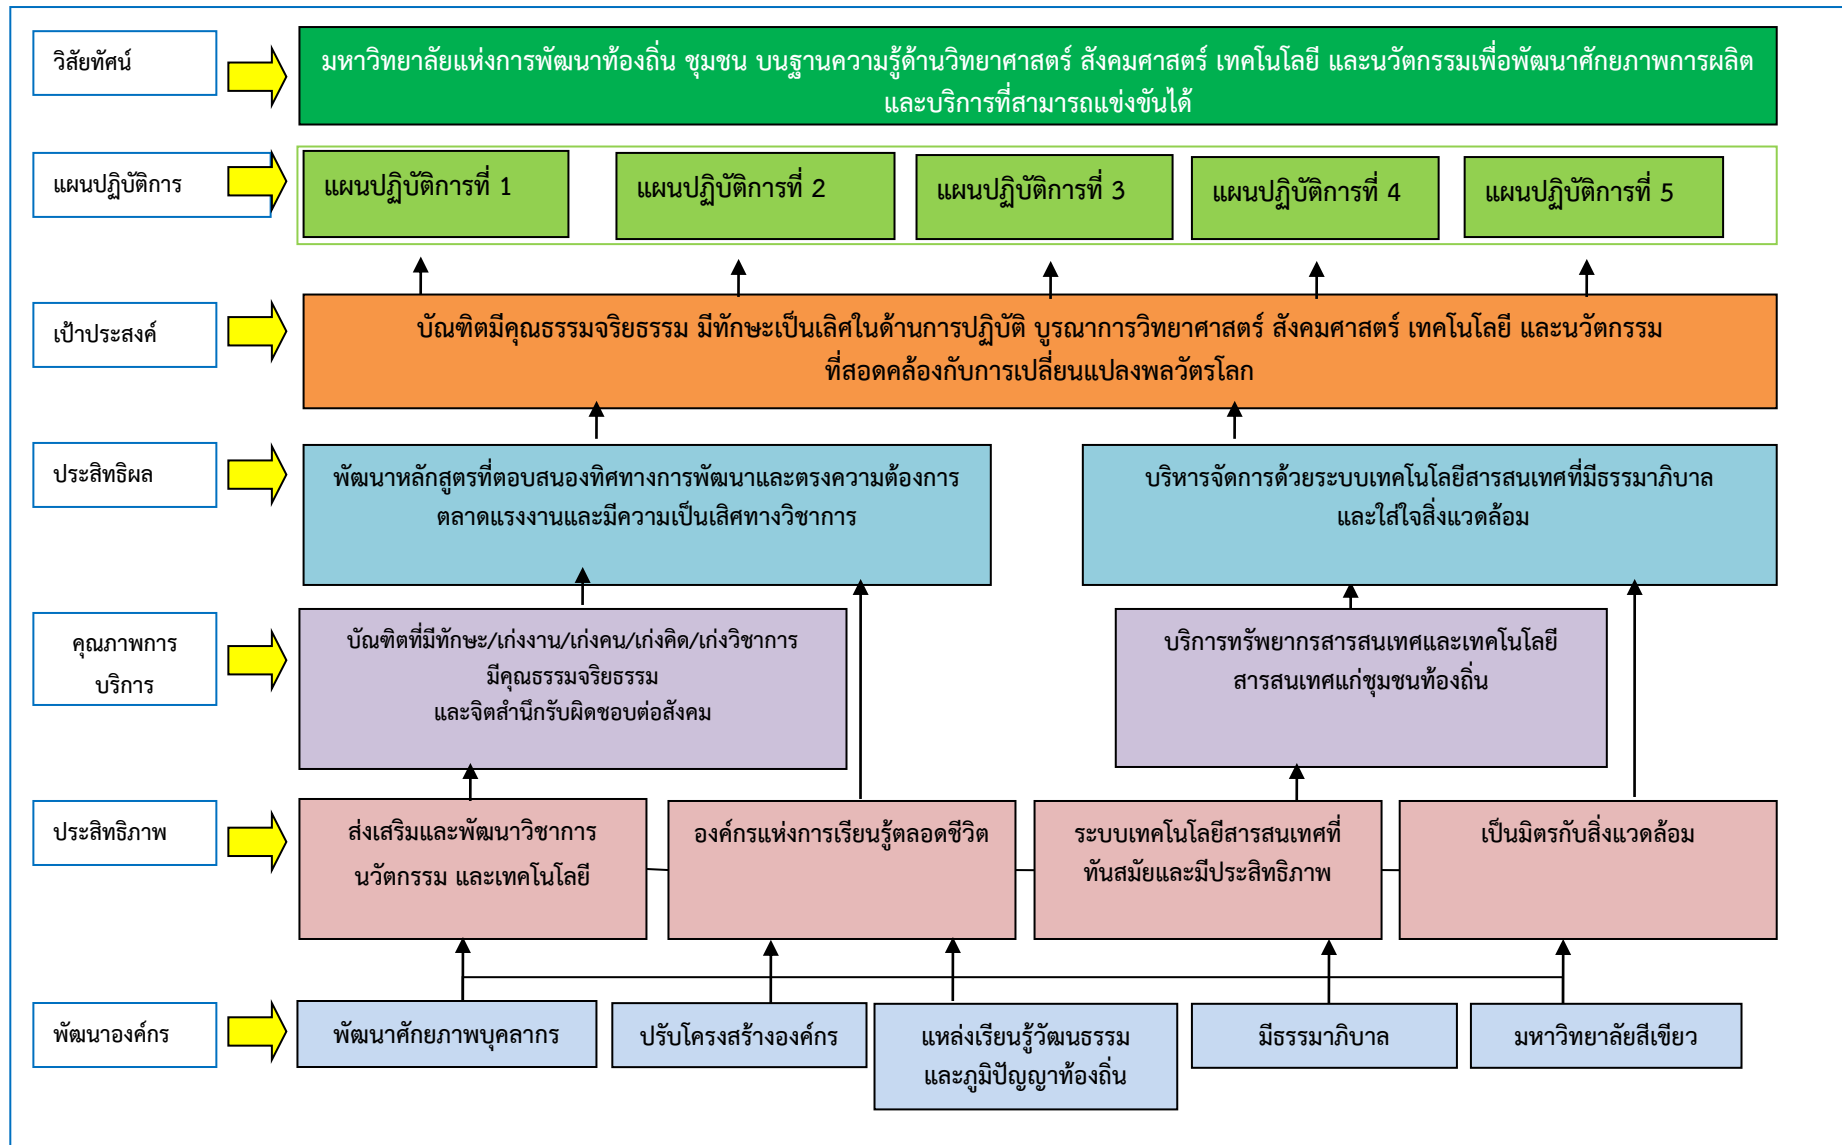 วิสัยทัศน์
มหาวิทยาลัยแห่งการพัฒนาท้องถิ่น ชุมชน บนฐานความรู้ด้านวิทยาศาสตร์ สังคมศาสตร์ เทคโนโลยี และนวัตกรรมเพื่อพัฒนาศักยภาพการผลิต
และบริการที่สามารถแข่งขันได้
แผนปฏิบัติการ
แผนปฏิบัติการที่ 1
แผนปฏิบัติการที่ 2
แผนปฏิบัติการที่ 3
แผนปฏิบัติการที่ 4
แผนปฏิบัติการที่ 5
เป้าประสงค์
บัณฑิตมีคุณธรรมจริยธรรม มีทักษะเป็นเลิศในด้านการปฏิบัติ บูรณาการวิทยาศาสตร์ สังคมศาสตร์ เทคโนโลยี และนวัตกรรม
ที่สอดคล้องกับการเปลี่ยนแปลงพลวัตรโลก
ประสิทธิผล
พัฒนาหลักสูตรที่ตอบสนองทิศทางการพัฒนาและตรงความต้องการ
ตลาดแรงงานและมีความเป็นเลิศทางวิชาการ
บริหารจัดการด้วยระบบเทคโนโลยีสารสนเทศที่มีธรรมาภิบาล
และใส่ใจสิ่งแวดล้อม
คุณภาพการ
บริการ
บัณฑิตที่มีทักษะ/เก่งงาน/เก่งคน/เก่งคิด/เก่งวิชาการ
มีคุณธรรมจริยธรรม
และจิตสำนึกรับผิดชอบต่อสังคม
บริการทรัพยากรสารสนเทศและเทคโนโลยี
สารสนเทศแก่ชุมชนท้องถิ่น
ประสิทธิภาพ
ส่งเสริมและพัฒนาวิชาการ
นวัตกรรม และเทคโนโลยี
องค์กรแห่งการเรียนรู้ตลอดชีวิต
ระบบเทคโนโลยีสารสนเทศที่
ทันสมัยและมีประสิทธิภาพ
เป็นมิตรกับสิ่งแวดล้อม
พัฒนาองค์กร
พัฒนาศักยภาพบุคลากร
ปรับโครงสร้างองค์กร
แหล่งเรียนรู้วัฒนธรรม
และภูมิปัญญาท้องถิ่น
มีธรรมาภิบาล
มหาวิทยาลัยสีเขียว